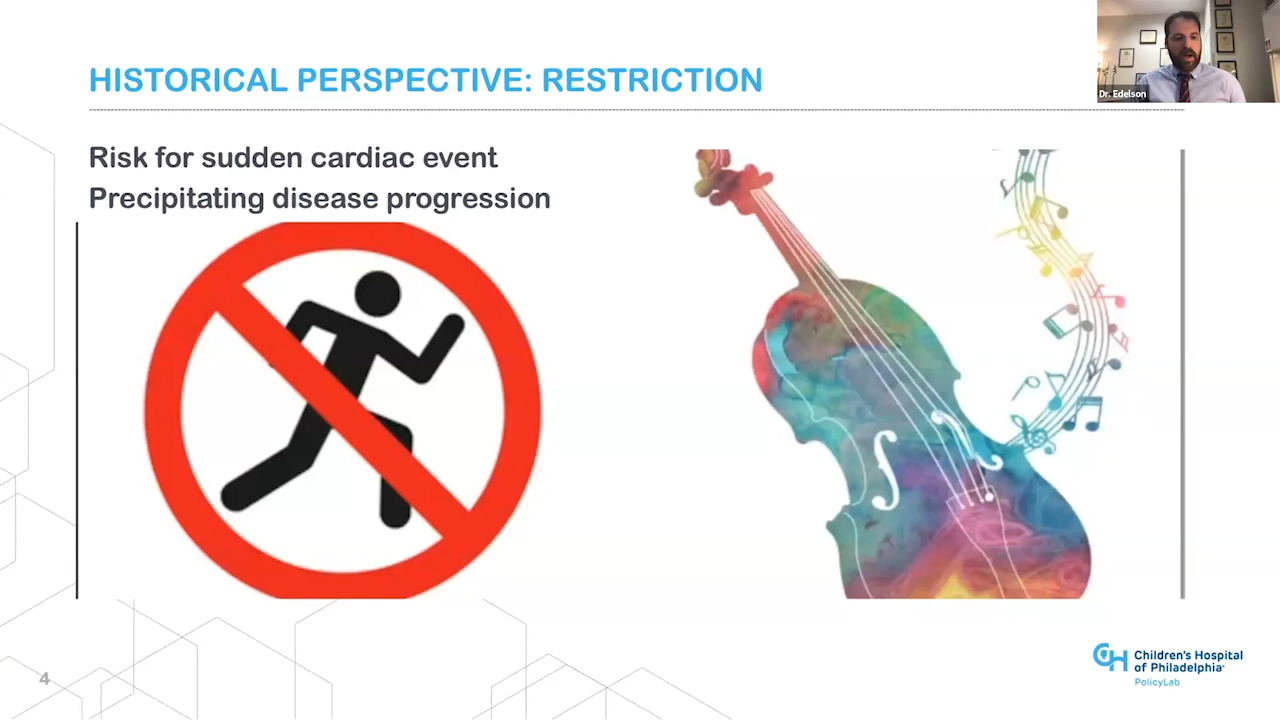 HISTORICAL PERSPECTIVE: RESTRICTION
Dr. Edelson
Risk for sudden cardiac event
Precipitating disease progression
4
CH Children's Hospital
of Philadelphia
PolicyLab